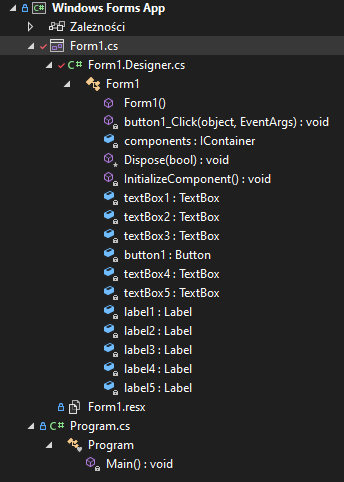 Windows Forms App
Zależności
Form1.cs
Form1.Designer.cs
Form1
Form1()
button1_Click(object, EventArgs) : void
components : IContainer
Dispose(bool) : void
InitializeComponent() : void
textBox1 : TextBox
textBox2 : TextBox
textBox3 : TextBox
button1 : Button
textBox4 : TextBox
textBox5 : TextBox
label1 : Label
label2 : Label
label3 : Label
label4 : Label
label5 : Label
Form1.resx
C# Program.cs
Program
Main() : void